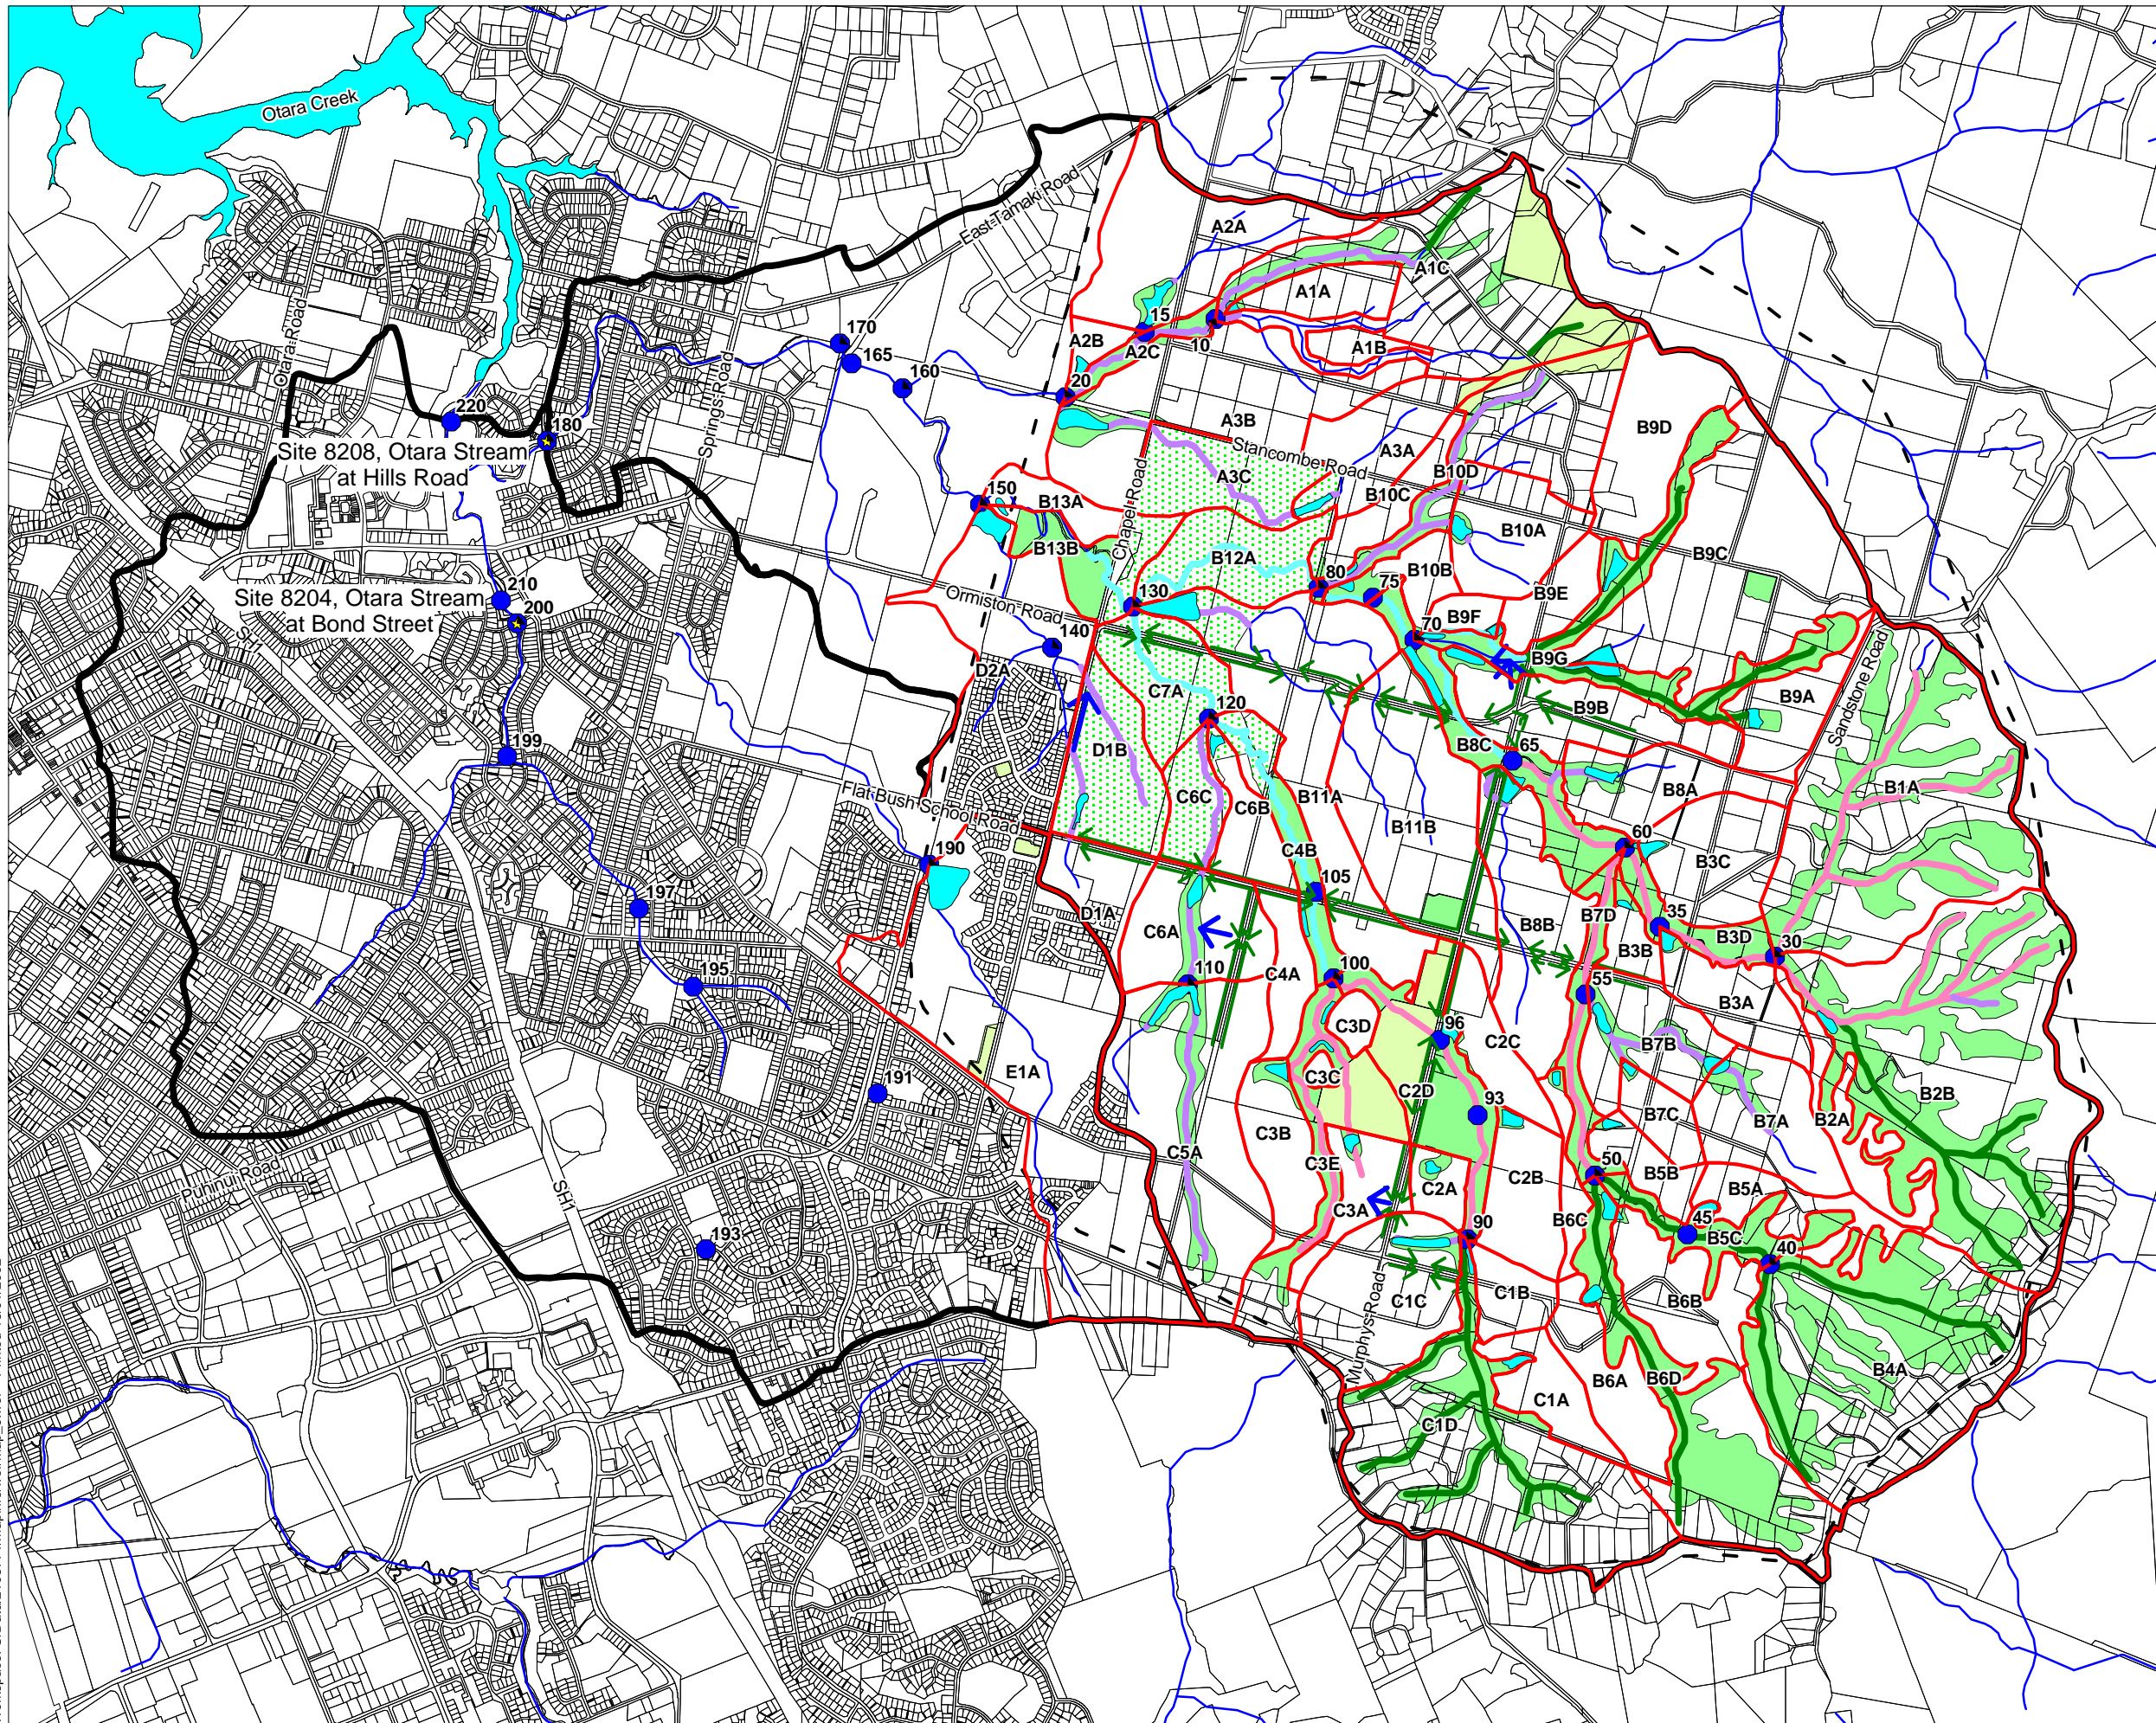 Otara Creek
East Tamaki Road
A2A
A1C
A1A
15
170
A2B
A2C
10
A1B
165
160
20
Otara Road
Springs Road
220
180
A3B
B9D
Site 8208, Otara Stream
at Hills Road
Stancombe Road
A3A
B10D
A3C
150
B13A
B10C
B10A
Chapel Road
B13B
B12A
B9C
210
Site 8204, Otara Stream
at Bond Street
200
Ormiston Road
130
80
75
B10B
B9E
B9F
SH1
140
70
B9G
D2A
C7A
B9A
Sandstone Road
120
B9B
199
D1B
B8C
65
B8A
B1A
Flat Bush School Road
C6C
C6B
B11A
B11B
60
190
C4B
B3C
105
197
D1A
C6A
B7D
35
B8B
B3B
B3D
30
195
110
C4A
100
55
B3A
C3D
96
C2C
B7B
191
E1A
C3C
C2D
93
B2B
B7C
B7A
B2A
C3B
C5A
C3E
50
B5B
Puhinui Road
SH1
C2A
C2B
B5A
C3A
B6C
45
193
90
B5C
40
C1C
C1B
B6B
Murphys Road
B4A
B6A
B6D
C1A
C1D